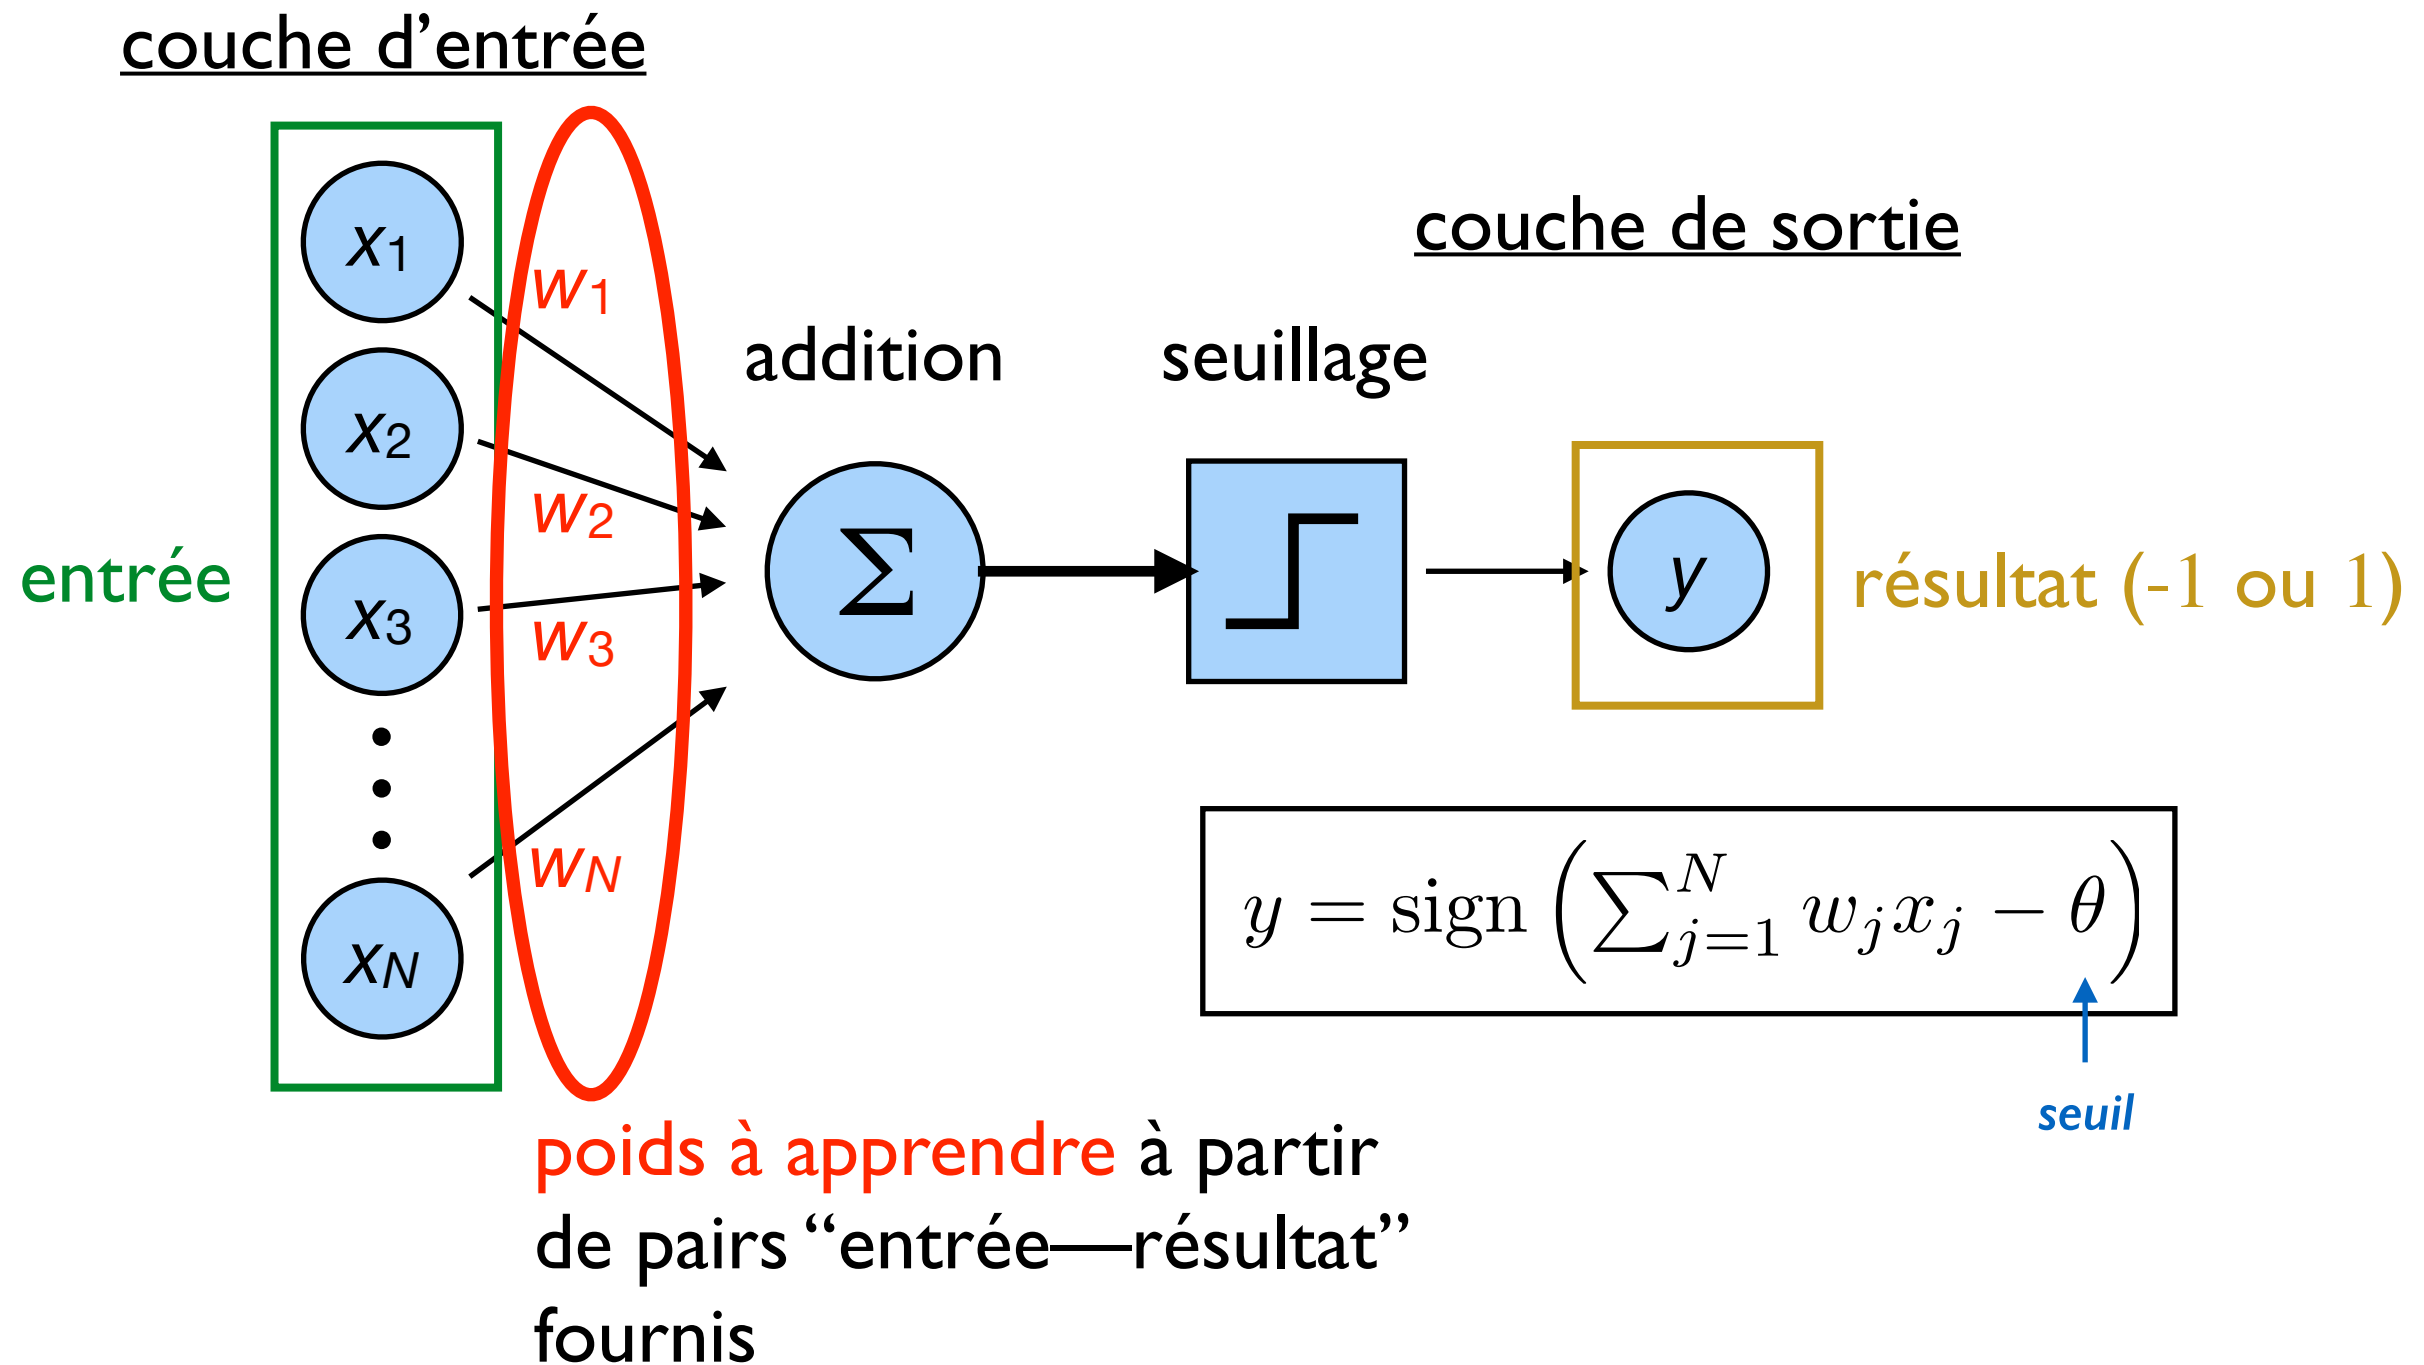 couche d’entrée
x1
w1
couche de sortie
addition
seuillage
x2
w2
entrée
x3
w3
Σ
y
résultat (-1 ou 1)
wN
xN
y = sign (∑_{j=1}^{N} w_j x_j − θ)
seuil
poids à apprendre à partir
de pairs “entrée—résultat”
fournis